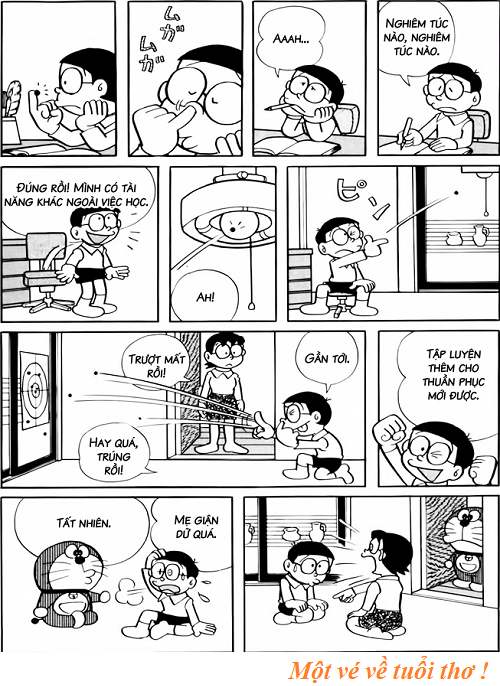 ムガ
ムガ
AAAH...
NGHIÊM TÚC
NÀO, NGHIÊM
TÚC NÀO.
ĐÚNG RỒI! MÌNH CÓ TÀI
NĂNG KHÁC NGOÀI VIỆC HỌC.
AH!
ピン
TRƯỢT MẤT
RỒI!
GẦN TỚI.
HAY QUÁ,
TRÚNG
RỒI!
TẬP LUYỆN
THÊM CHO
THUẦN PHỤC
MỚI ĐƯỢC.
TẤT NHIÊN.
MẸ GIẬN
DỮ QUÁ.
Một vé về tuổi thơ !